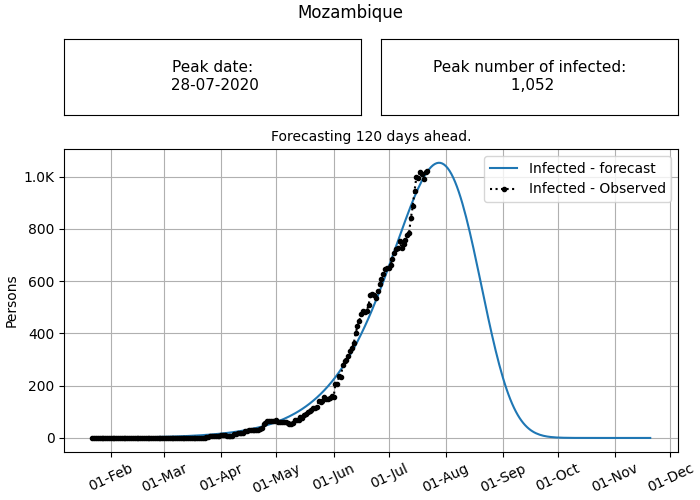 Mozambique
Peak date:
28-07-2020
Peak number of infected:
1,052
Forecasting 120 days ahead.
Infected - forecast
Infected - Observed
1.0K
800
600
400
200
0
Persons
01-Feb
01-Mar
01-Apr
01-May
01-Jun
01-Jul
01-Aug
01-Sep
01-Oct
01-Nov
01-Dec